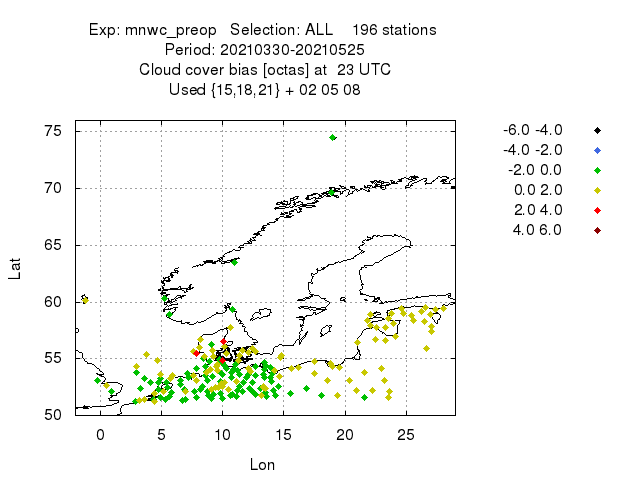 Exp: mnwc_preop Selection: ALL 196 stations
Period: 20210330-20210525
Cloud cover bias [octas] at 23 UTC
Used {15,18,21} + 02 05 08
-6.0 -4.0
-4.0 -2.0
-2.0 0.0
0.0 2.0
2.0 4.0
4.0 6.0
75
70
65
60
55
50
Lat
0 5 10 15 20 25
Lon